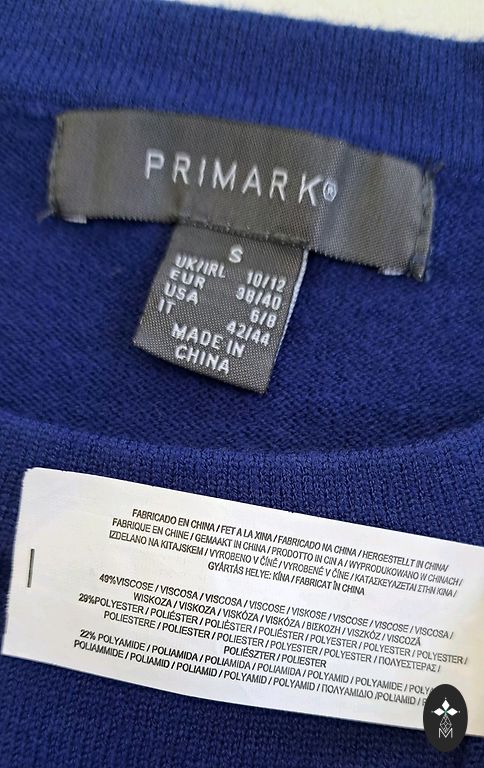 PRIMARK®
S
UK/IRL 10/12
EUR 38/40
USA 6/8
IT 42/44
MADE IN
CHINA
FABRICADO EN CHINA / FET A LA XINA / FABRICADO NA CHINA / HERGESTELLT IN CHINA/
FABRIQUE EN CHINE / GEMAAKT IN CHINA / PRODOTTO IN CIN A / WYPRODUKOWANO W CHINACH /
IZDELANO NA KITAJSKEM / VYROBENO V ČÍNĚ / VYROBENÉ V ČÍNE / ΚΑΤΑΣΚΕΥΑΖΕΤΑΙ ΣΤΗΝ ΚΙΝΑ /
GYÁRTÁS HELYE: KÍNA / FABRICAT ÎN CHINA
49%VISCOSE / VISCOSA / VISCOSA / VISCOSE / VISKOSE / VISCOSE / VISCOSE / VISCOSA /
WISKOZA / VISKOZA / VISKÓZA / VISKÓZA / ΒΙΣΚΟΖΗ / VISZKÓZ / VISCOZĂ
29%POLYESTER / POLIÉSTER / POLIÈSTER / POLIÉSTER / POLYESTER / POLYESTER / POLYESTER /
POLIESTERE / POLIESTER / POLIESTER / POLYESTER / POLYESTER / ΠΟΛΥΕΣΤΕΡΑΣ /
POLIÉSZTER / POLIESTER
22% POLYAMIDE / POLIAMIDA / POLIAMIDA / POLIAMIDA / POLYAMID / POLYAMIDE / POLYAMIDE /
POLIAMMIDE / POLIAMID / POLIAMID / POLYAMID / POLYAMID / ΠΟΛΥΑΜΙΔΙΟ /POLIAMID /
M